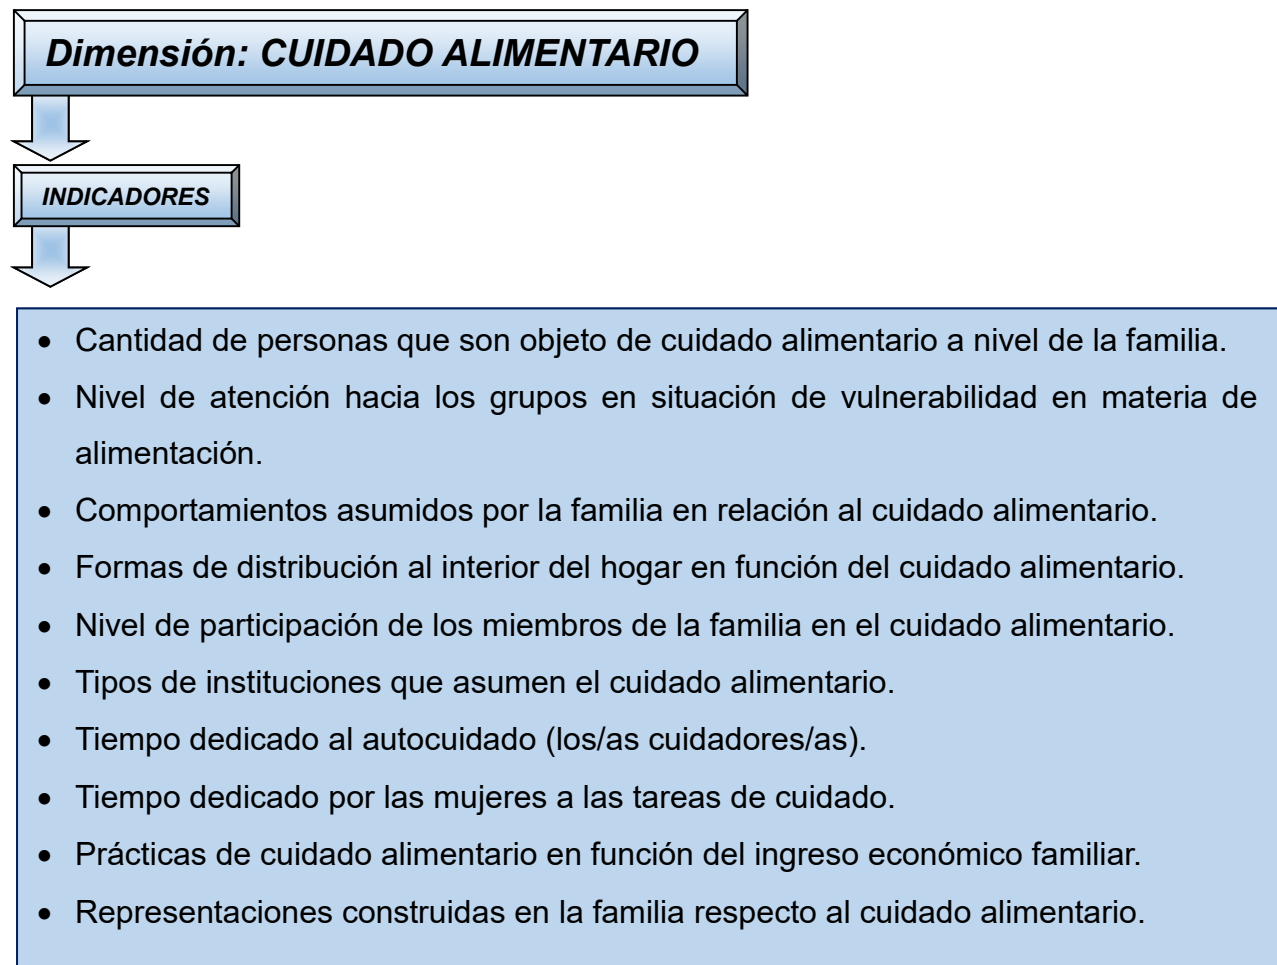 Dimensión: CUIDADO ALIMENTARIO
INDICADORES
• Cantidad de personas que son objeto de cuidado alimentario a nivel de la familia.
• Nivel de atención hacia los grupos en situación de vulnerabilidad en materia de
alimentación.
• Comportamientos asumidos por la familia en relación al cuidado alimentario.
• Formas de distribución al interior del hogar en función del cuidado alimentario.
• Nivel de participación de los miembros de la familia en el cuidado alimentario.
• Tipos de instituciones que asumen el cuidado alimentario.
• Tiempo dedicado al autocuidado (los/as cuidadores/as).
• Tiempo dedicado por las mujeres a las tareas de cuidado.
• Prácticas de cuidado alimentario en función del ingreso económico familiar.
• Representaciones construidas en la familia respecto al cuidado alimentario.